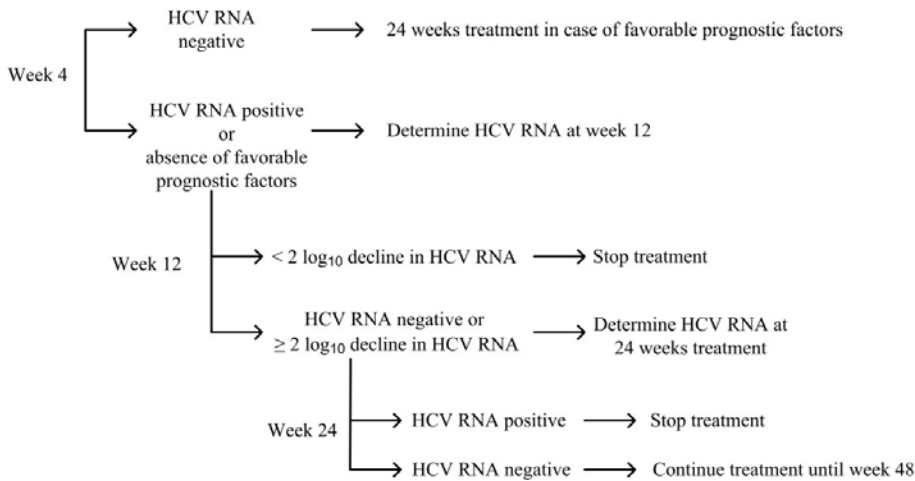 HCV RNA
negative
24 weeks treatment in case of favorable prognostic factors
Week 4
HCV RNA positive
or
absence of favorable
prognostic factors
Determine HCV RNA at week 12
Week 12
< 2 log₁₀ decline in HCV RNA
Stop treatment
HCV RNA negative or
≥ 2 log₁₀ decline in HCV RNA
Determine HCV RNA at
24 weeks treatment
Week 24
HCV RNA positive
Stop treatment
HCV RNA negative
Continue treatment until week 48